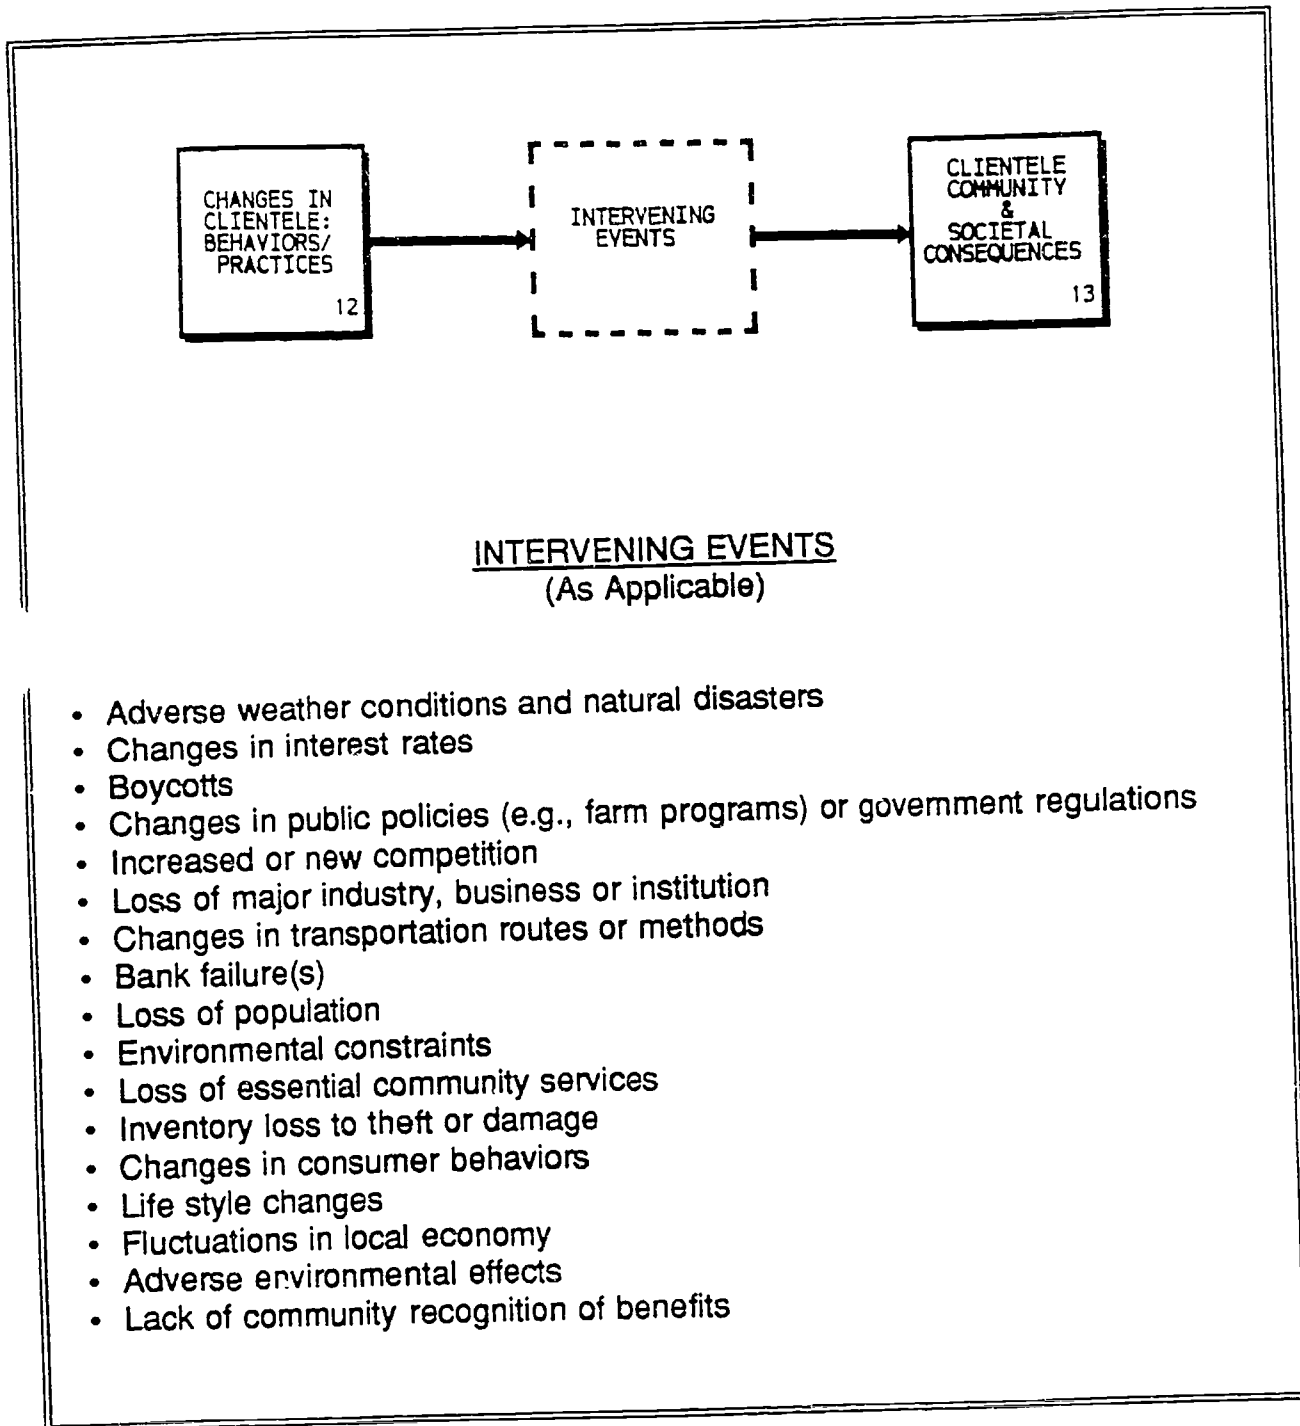 CHANGES IN
CLIENTELE:
BEHAVIORS/
PRACTICES
12
INTERVENING
EVENTS
CLIENTELE
COMMUNITY
&
SOCIETAL
CONSEQUENCES
13
INTERVENING EVENTS
(As Applicable)
• Adverse weather conditions and natural disasters
• Changes in interest rates
• Boycotts
• Changes in public policies (e.g., farm programs) or government regulations
• Increased or new competition
• Loss of major industry, business or institution
• Changes in transportation routes or methods
• Bank failure(s)
• Loss of population
• Environmental constraints
• Loss of essential community services
• Inventory loss to theft or damage
• Changes in consumer behaviors
• Life style changes
• Fluctuations in local economy
• Adverse environmental effects
• Lack of community recognition of benefits